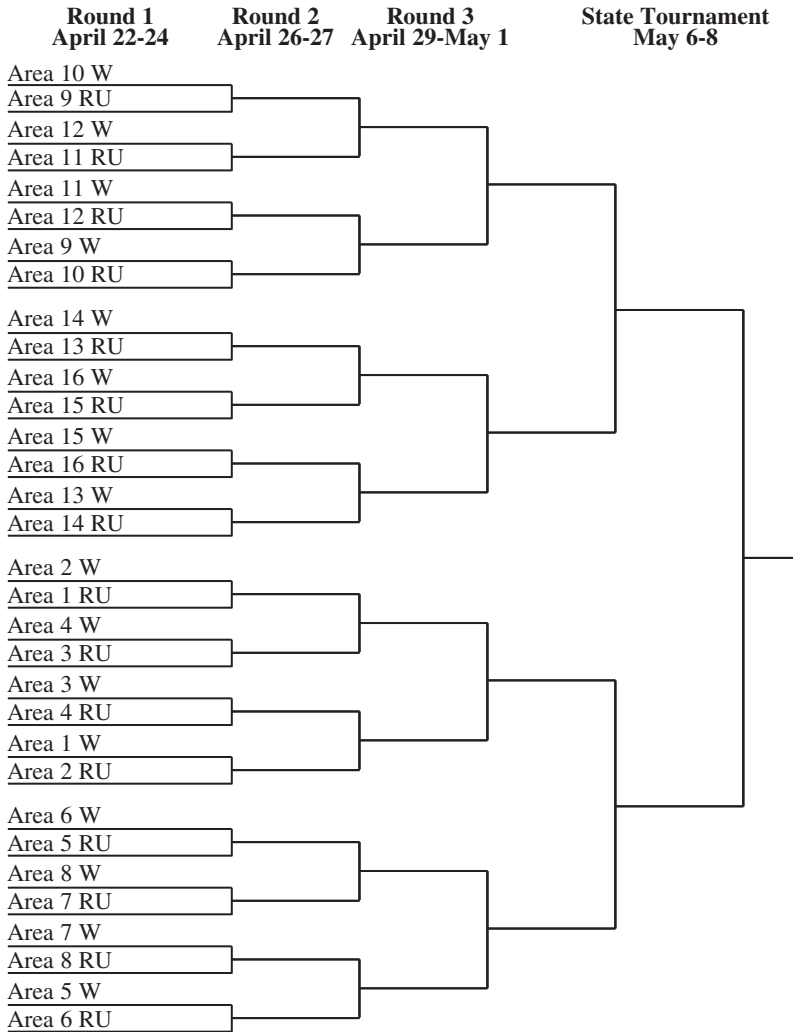 Round 1 Round 2 Round 3 State Tournament
April 22-24 April 26-27 April 29-May 1 May 6-8
Area 10 W
Area 9 RU
Area 12 W
Area 11 RU
Area 11 W
Area 12 RU
Area 9 W
Area 10 RU
Area 14 W
Area 13 RU
Area 16 W
Area 15 RU
Area 15 W
Area 16 RU
Area 13 W
Area 14 RU
Area 2 W
Area 1 RU
Area 4 W
Area 3 RU
Area 3 W
Area 4 RU
Area 1 W
Area 2 RU
Area 6 W
Area 5 RU
Area 8 W
Area 7 RU
Area 7 W
Area 8 RU
Area 5 W
Area 6 RU